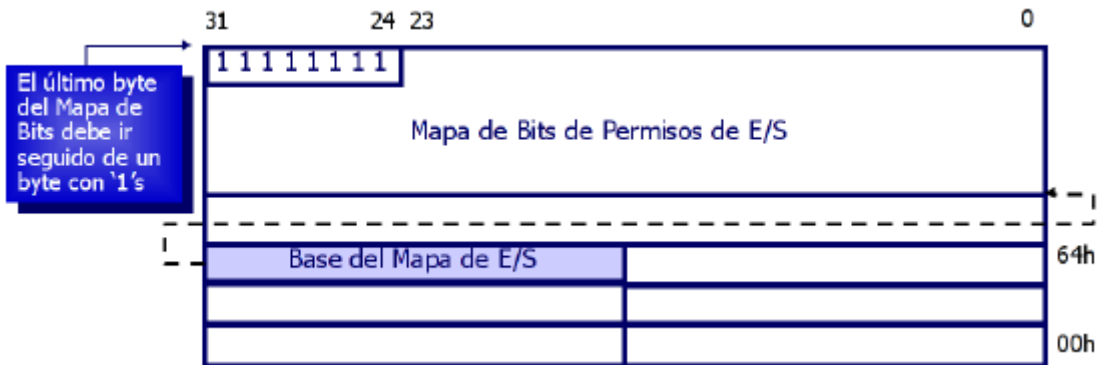 31 24 23 0
1 1 1 1 1 1 1 1
El último byte
del Mapa de
Bits debe ir
seguido de un
byte con '1's
Mapa de Bits de Permisos de E/S
Base del Mapa de E/S
64h
00h